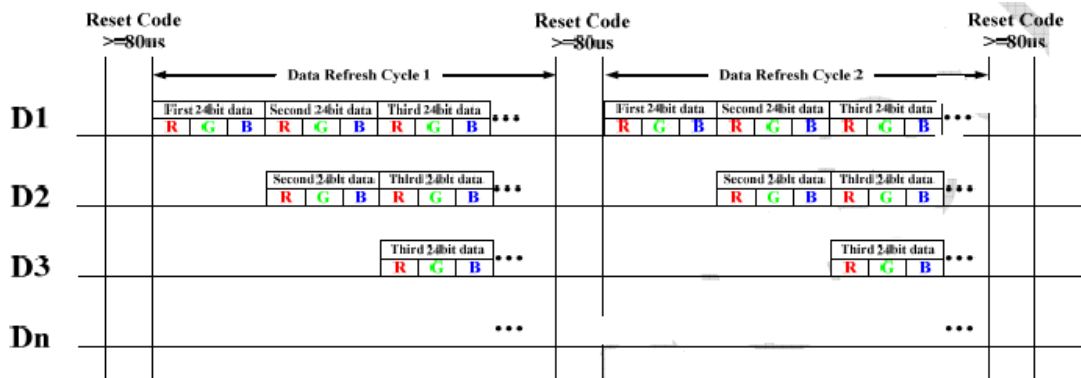 Reset Code Reset Code Reset Code
>=80us >=80us >=80us
Data Refresh Cycle 1 Data Refresh Cycle 2
D1 First 24bit data Second 24bit data Third 24bit data ••• First 24bit data Second 24bit data Third 24bit data •••
R G B R G B R G B R G B R G B R G B
D2 Second 24bit data Third 24bit data ••• Second 24bit data Third 24bit data •••
R G B R G B R G B R G B
D3 Third 24bit data ••• Third 24bit data •••
R G B R G B
Dn ••• •••